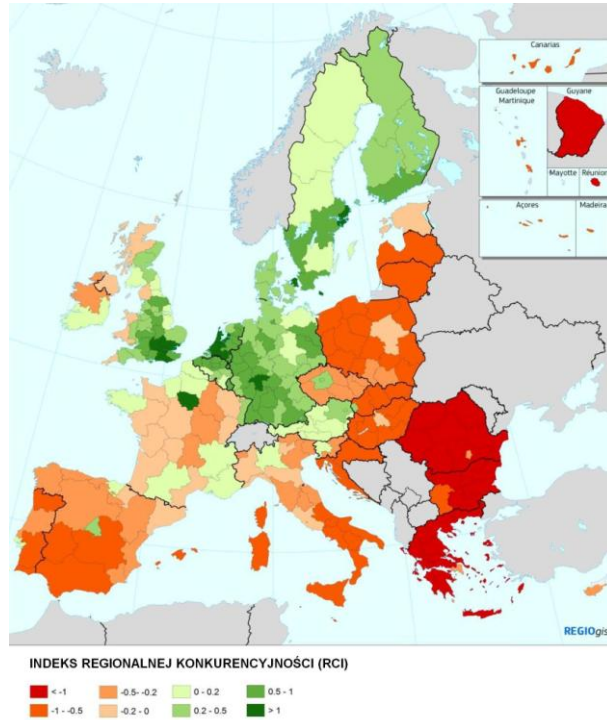 Canarias
Guadeloupe
Martinique
Guyane
Mayotte
Réunion
Açores
Madeira
REGIOgis
INDEKS REGIONALNEJ KONKURENCYJNOŚCI (RCI)
< -1
-0.5- -0.2
0 - 0.2
0.5 - 1
-1 - -0.5
-0.2 - 0
0.2 - 0.5
> 1